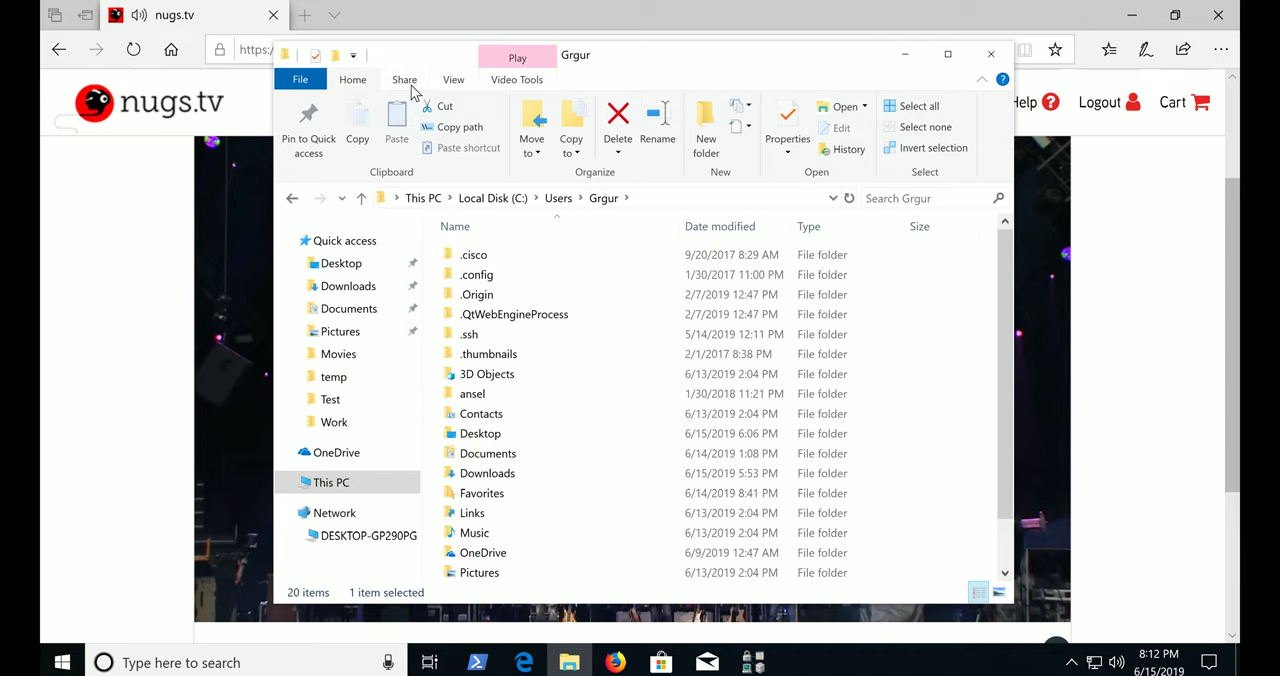 nugs.tv
https:
nugs.tv
Help
Logout
Cart
Play
Grgur
File
Home
Share
View
Video Tools
Pin to Quick access
Copy
Paste
Cut
Copy path
Paste shortcut
Move to
Copy to
Delete
Rename
New folder
Properties
Open
Edit
History
Select all
Select none
Invert selection
Clipboard
Organize
New
Open
Select
This PC
Local Disk (C:)
Users
Grgur
Search Grgur
Name
Date modified
Type
Size
Quick access
Desktop
Downloads
Documents
Pictures
Movies
temp
Test
Work
OneDrive
This PC
Network
DESKTOP-GP290PG
.cisco 9/20/2017 8:29 AM File folder
.config 1/30/2017 11:00 PM File folder
.Origin 2/7/2019 12:47 PM File folder
.QtWebEngineProcess 2/7/2019 12:47 PM File folder
.ssh 5/14/2019 12:11 PM File folder
.thumbnails 2/1/2017 8:38 PM File folder
3D Objects 6/13/2019 2:04 PM File folder
ansel 1/30/2018 11:21 PM File folder
Contacts 6/13/2019 2:04 PM File folder
Desktop 6/15/2019 6:06 PM File folder
Documents 6/14/2019 1:08 PM File folder
Downloads 6/15/2019 5:53 PM File folder
Favorites 6/14/2019 8:41 PM File folder
Links 6/13/2019 2:04 PM File folder
Music 6/13/2019 2:04 PM File folder
OneDrive 6/9/2019 12:47 AM File folder
Pictures 6/13/2019 2:04 PM File folder
20 items
1 item selected
Type here to search
8:12 PM
6/15/2019